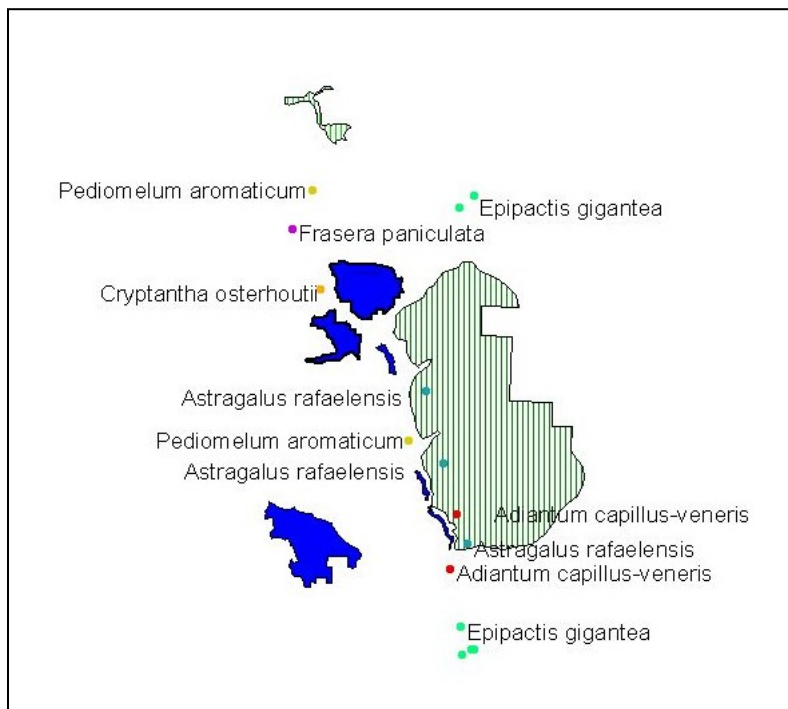 Pediomelum aromaticum
Epipactis gigantea
Frasera paniculata
Cryptantha osterhoutii
Astragalus rafaelensis
Pediomelum aromaticum
Astragalus rafaelensis
Adiantum capillus-veneris
Astragalus rafaelensis
Adiantum capillus-veneris
Epipactis gigantea